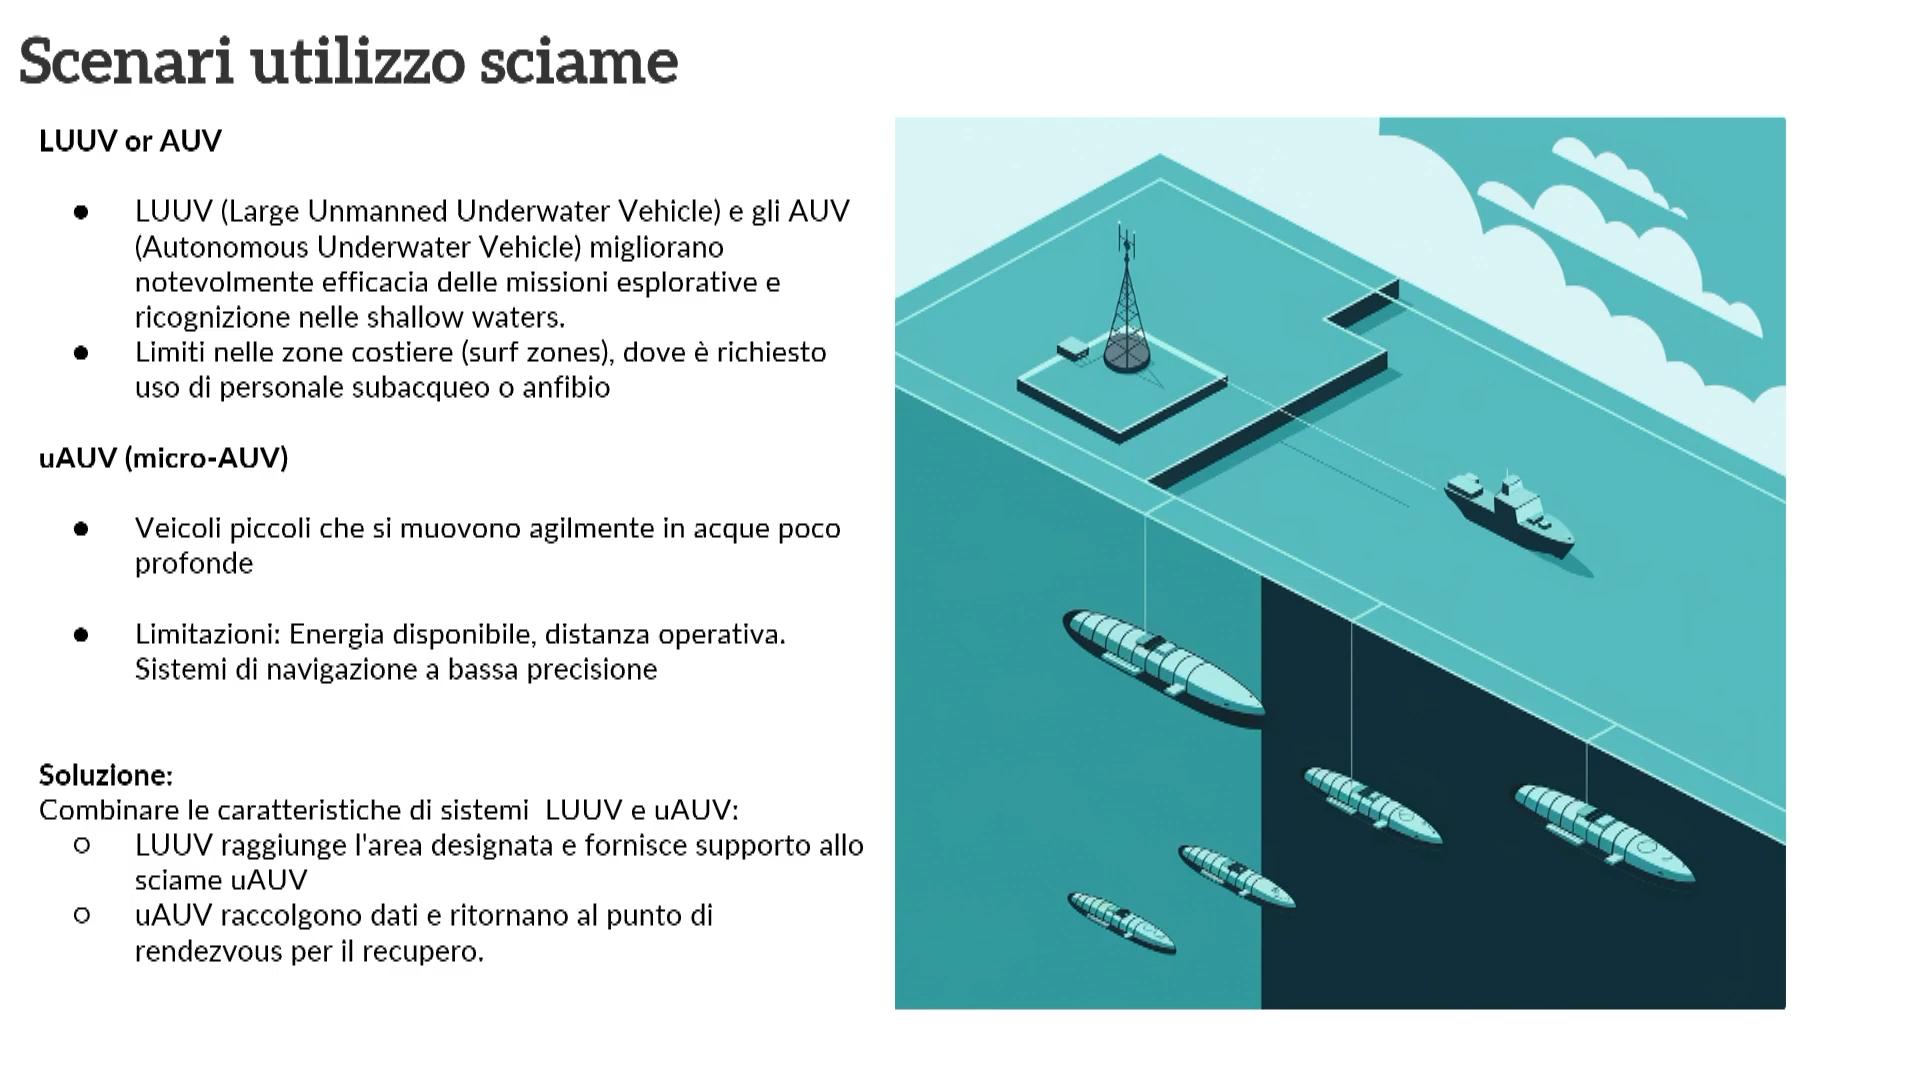 Scenari utilizzo sciame
LUUV or AUV
● LUUV (Large Unmanned Underwater Vehicle) e gli AUV
(Autonomous Underwater Vehicle) migliorano
notevolmente efficacia delle missioni esplorative e
ricognizione nelle shallow waters.
● Limiti nelle zone costiere (surf zones), dove è richiesto
uso di personale subacqueo o anfibio
uAUV (micro-AUV)
● Veicoli piccoli che si muovono agilmente in acque poco
profonde
● Limitazioni: Energia disponibile, distanza operativa.
Sistemi di navigazione a bassa precisione
Soluzione:
Combinare le caratteristiche di sistemi  LUUV e uAUV:
○ LUUV raggiunge l'area designata e fornisce supporto allo
sciame uAUV
○ uAUV raccolgono dati e ritornano al punto di
rendezvous per il recupero.